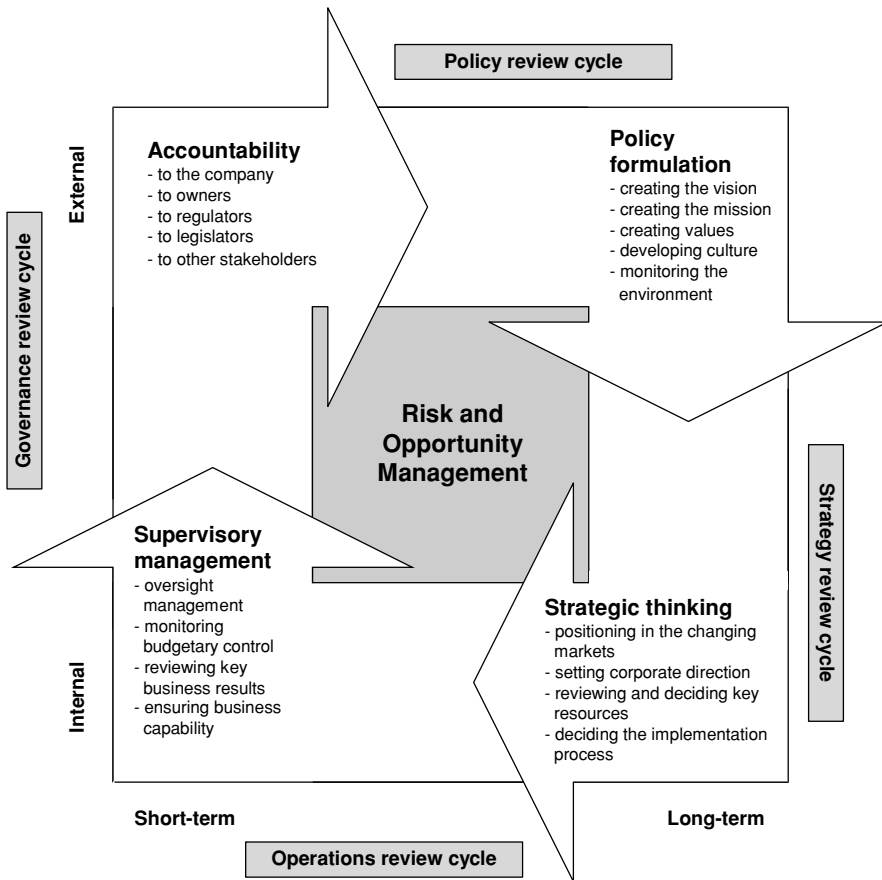 Policy review cycle
Accountability
- to the company
- to owners
- to regulators
- to legislators
- to other stakeholders
Policy
formulation
- creating the vision
- creating the mission
- creating values
- developing culture
- monitoring the
environment
External
Governance review cycle
Risk and
Opportunity
Management
Supervisory
management
- oversight
management
- monitoring
budgetary control
- reviewing key
business results
- ensuring business
capability
Strategic thinking
- positioning in the changing
markets
- setting corporate direction
- reviewing and deciding key
resources
- deciding the implementation
process
Strategy review cycle
Internal
Short-term
Long-term
Operations review cycle